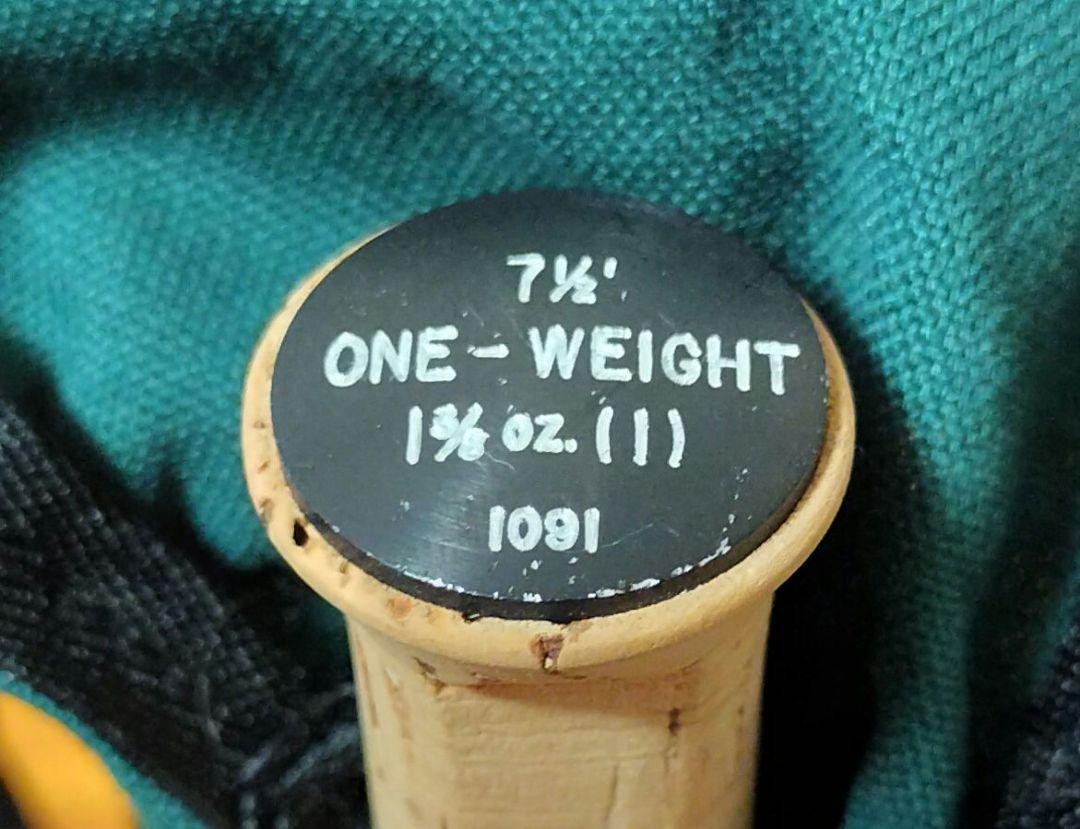 7½'
ONE-WEIGHT
1⅜ oz. (1)
1091